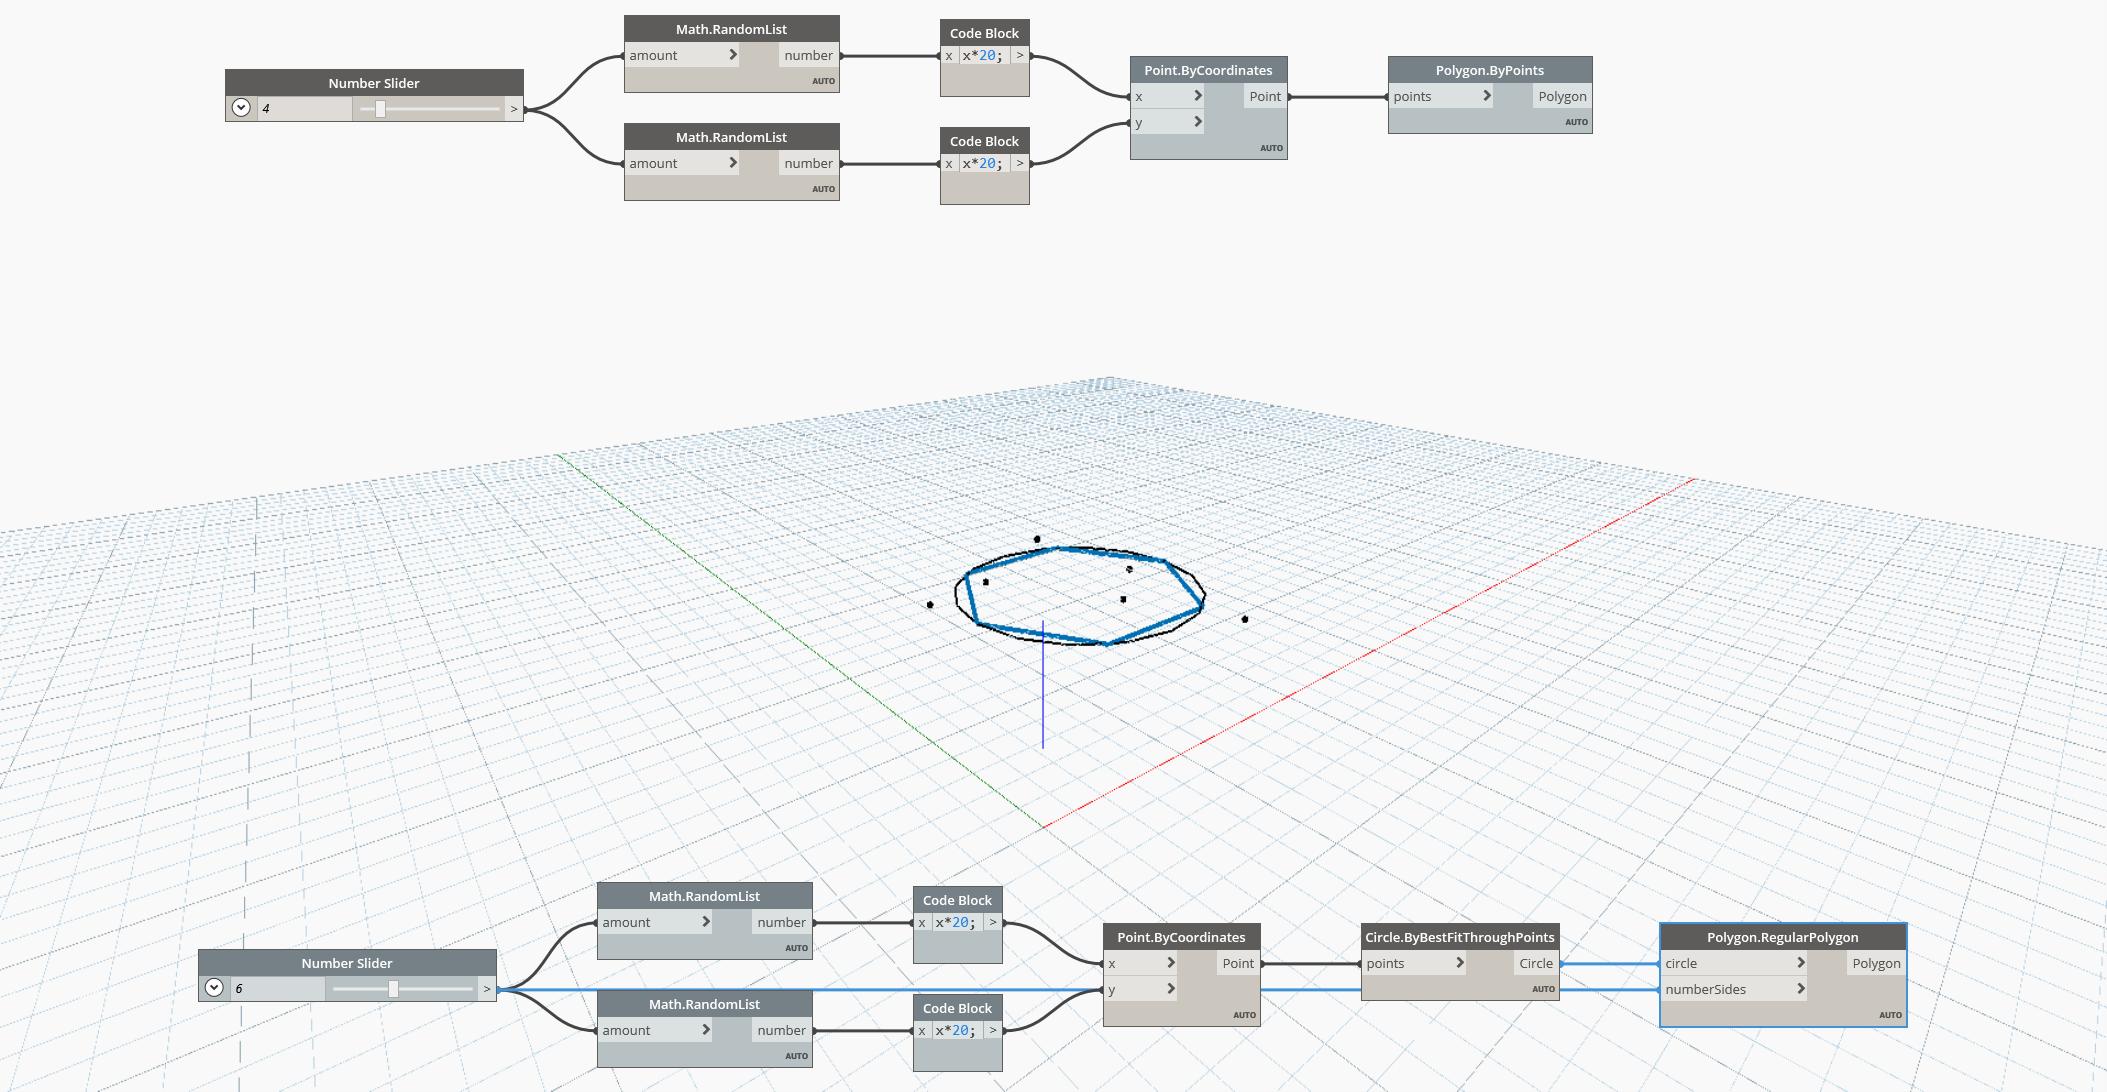 Number Slider
4 >
Math.RandomList
amount > number
AUTO
Math.RandomList
amount > number
AUTO
Code Block
x x*20; >
Code Block
x x*20; >
Point.ByCoordinates
x > Point
y >
AUTO
Polygon.ByPoints
points > Polygon
AUTO
Number Slider
6 >
Math.RandomList
amount > number
AUTO
Math.RandomList
amount > number
AUTO
Code Block
x x*20; >
Code Block
x x*20; >
Point.ByCoordinates
x > Point
y >
AUTO
Circle.ByBestFitThroughPoints
points > Circle
AUTO
Polygon.RegularPolygon
circle > Polygon
numberSides >
AUTO